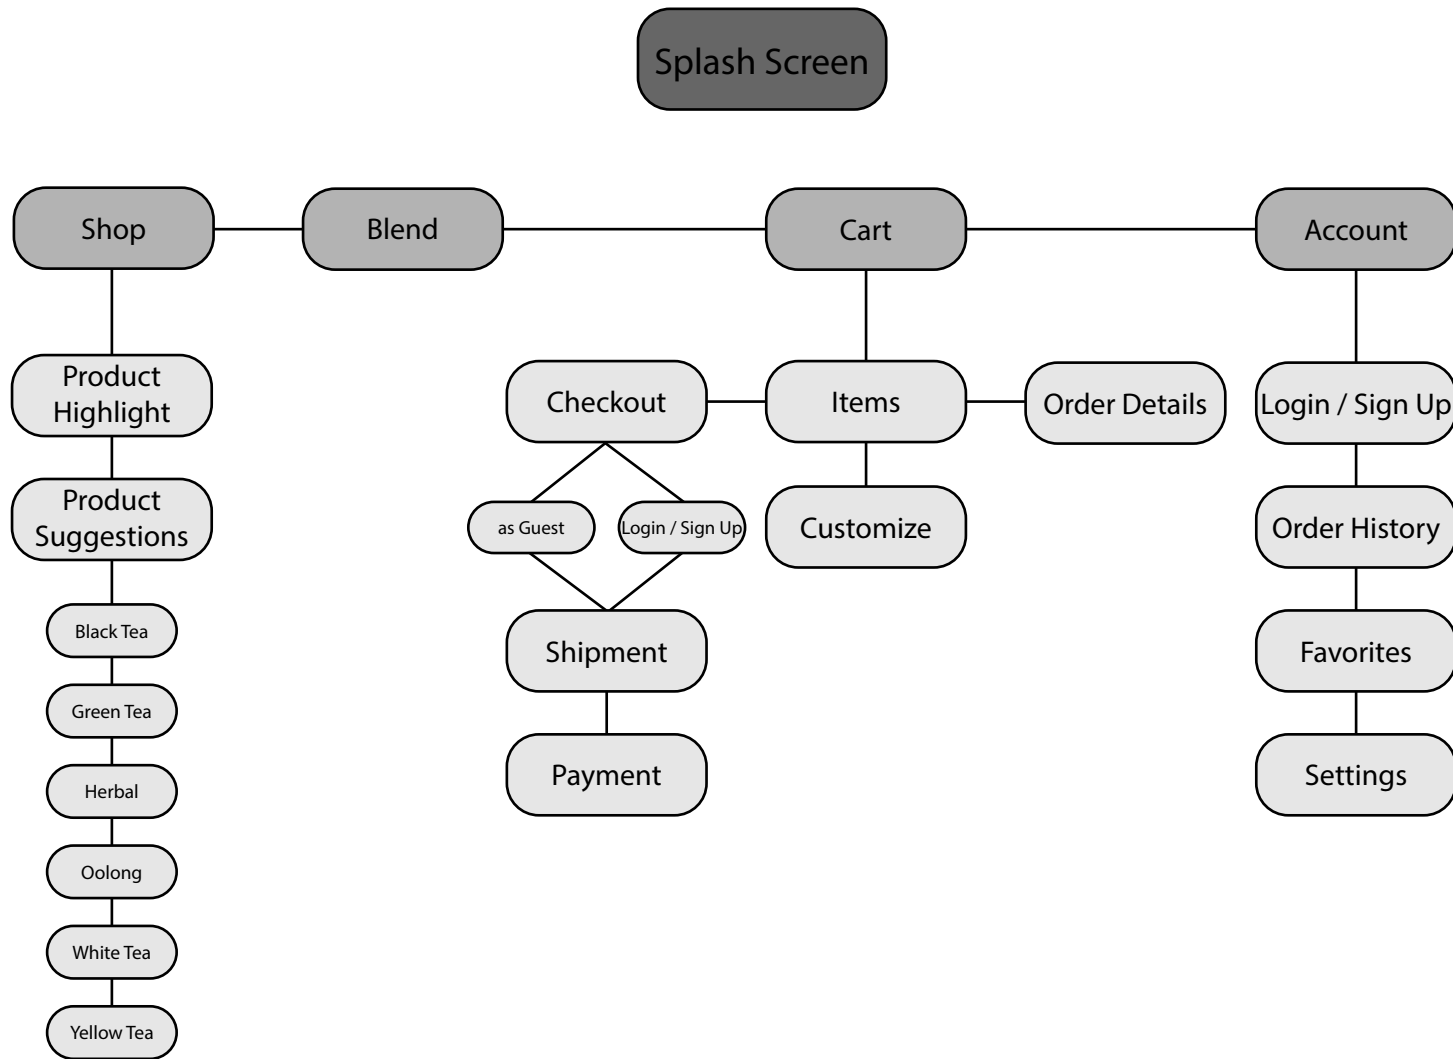 Splash Screen
Shop
Blend
Cart
Account
Product
Highlight
Checkout
Items
Order Details
Login / Sign Up
Product
Suggestions
as Guest
Login / Sign Up
Customize
Order History
Black Tea
Shipment
Favorites
Green Tea
Payment
Settings
Herbal
Oolong
White Tea
Yellow Tea